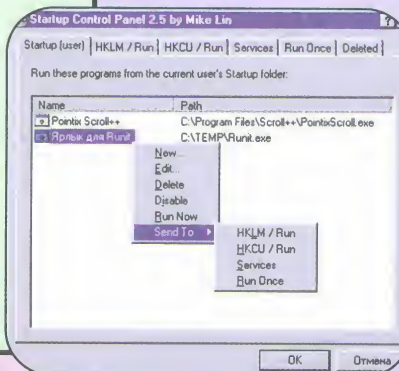 Startup Control Panel 2.5 by Mike Lin
Startup (user) HKLM / Run HKCU / Run Services Run Once Deleted
Run these programs from the current user's Startup folder:
Name Path
Pointix Scroll++ C:\Program Files\Scroll++\PointixScroll.exe
Ярлык для Runit C:\TEMP\Runit.exe
New...
Edit...
Delete
Disable
Run Now
Send To
HKLM / Run
HKCU / Run
Services
Run Once
OK Отмена